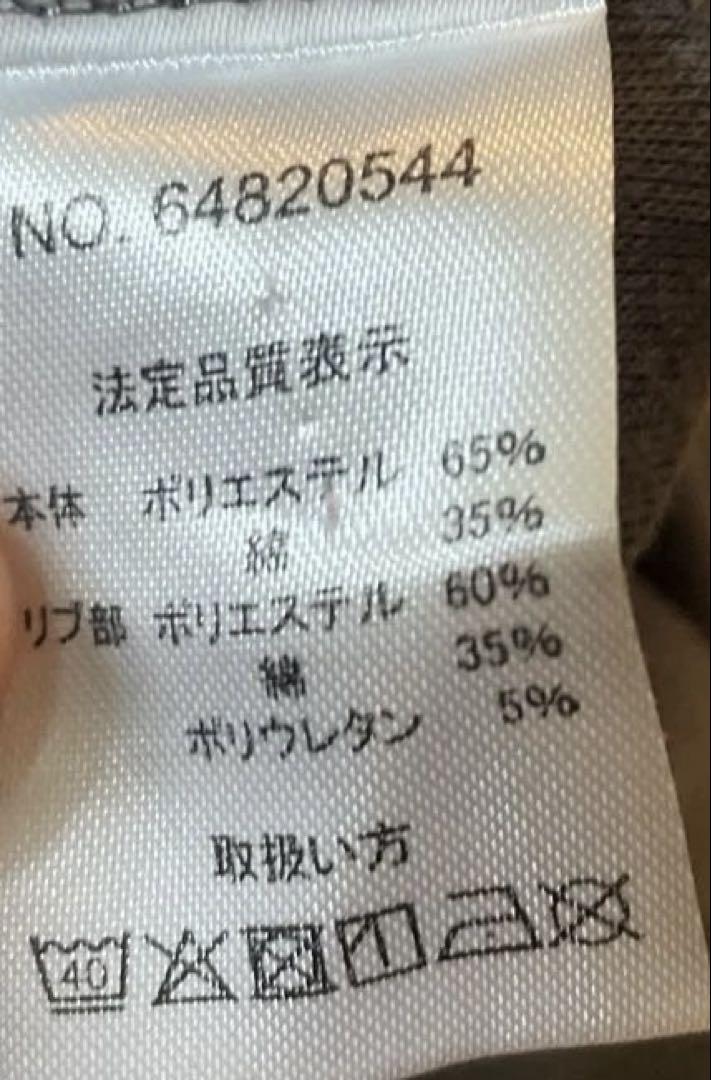 NO. 64820544
法定品質表示
本体 ポリエステル 65%
綿 35%
リブ部 ポリエステル 60%
綿 35%
ポリウレタン 5%
取扱い方
40